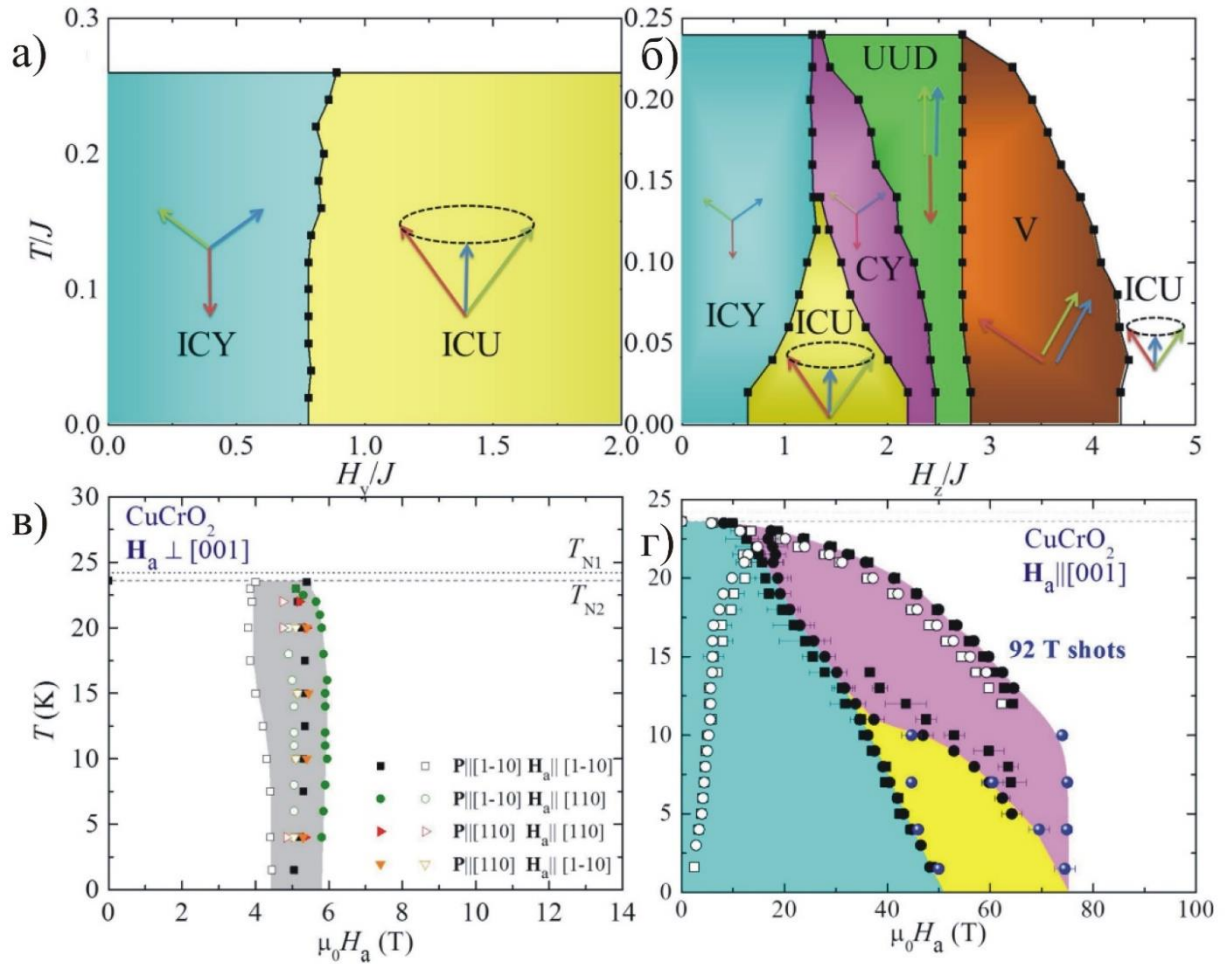 а)
T/J
0.3
0.2
0.1
0.0
ICY
ICU
0.0 0.5 1.0 1.5 2.0
H_y/J
б)
0.25
0.20
0.15
0.10
0.05
0.00
UUD
V
CY
ICY
ICU
ICU
0 1 2 3 4 5
H_z/J
в)
CuCrO₂
Hₐ ⊥ [001]
T_N1
T_N2
T (K)
30
25
20
15
10
5
0
P||[1-10] Hₐ|| [1-10]
P||[1-10] Hₐ|| [110]
P||[110] Hₐ|| [110]
P||[110] Hₐ|| [1-10]
0 2 4 6 8 10 12 14
μ₀Hₐ (T)
г)
CuCrO₂
Hₐ||[001]
92 T shots
25
20
15
10
5
0
0 20 40 60 80 100
μ₀Hₐ (T)